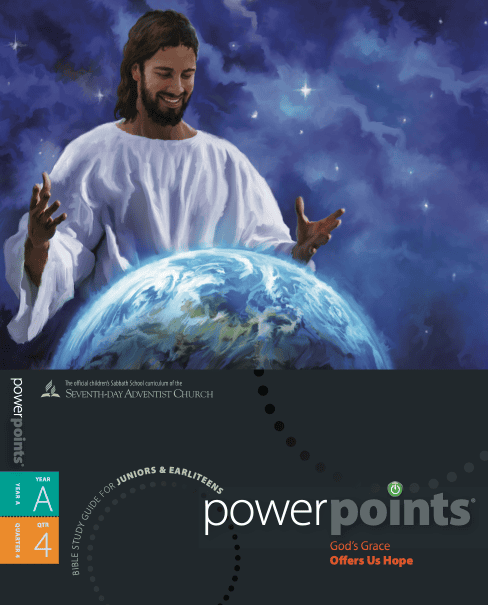 The official children's Sabbath School curriculum of the
SEVENTH-DAY ADVENTIST CHURCH
powerpoints®
YEAR A
YEAR
A
QUARTER 4
QTR
4
BIBLE STUDY GUIDE FOR JUNIORS & EARLITEENS
powerpoints®
God's Grace
Offers Us Hope